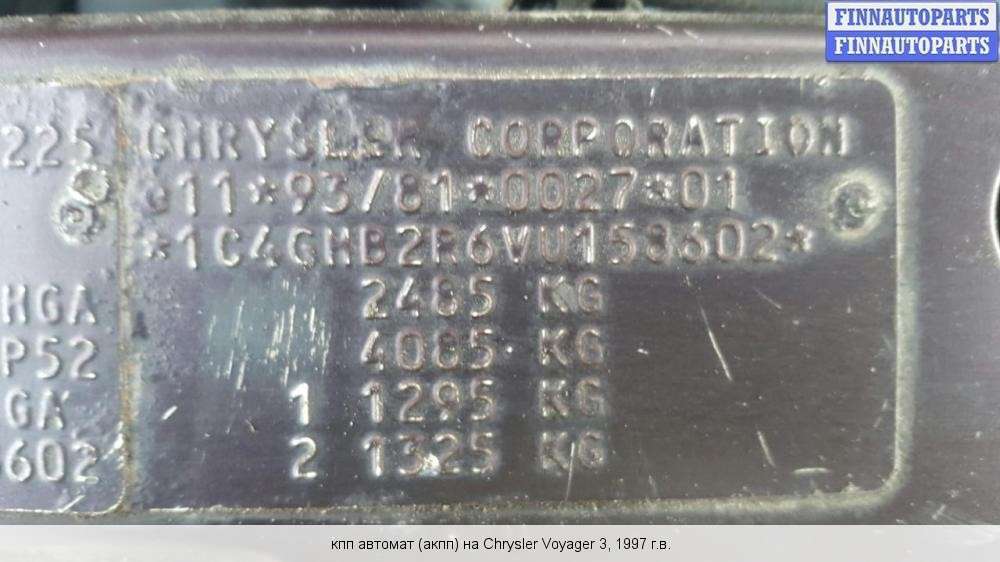 FINNAUTOPARTS
FINNAUTOPARTS
225
CHRYSLER CORPORATION
e11*93/81*0027*01
*1C4GHB2R6VU158602*
HGA
2485 KG
P52
4085 KG
GA
1 1295 KG
602
2 1325 KG
кпп автомат (акпп) на Chrysler Voyager 3, 1997 г.в.